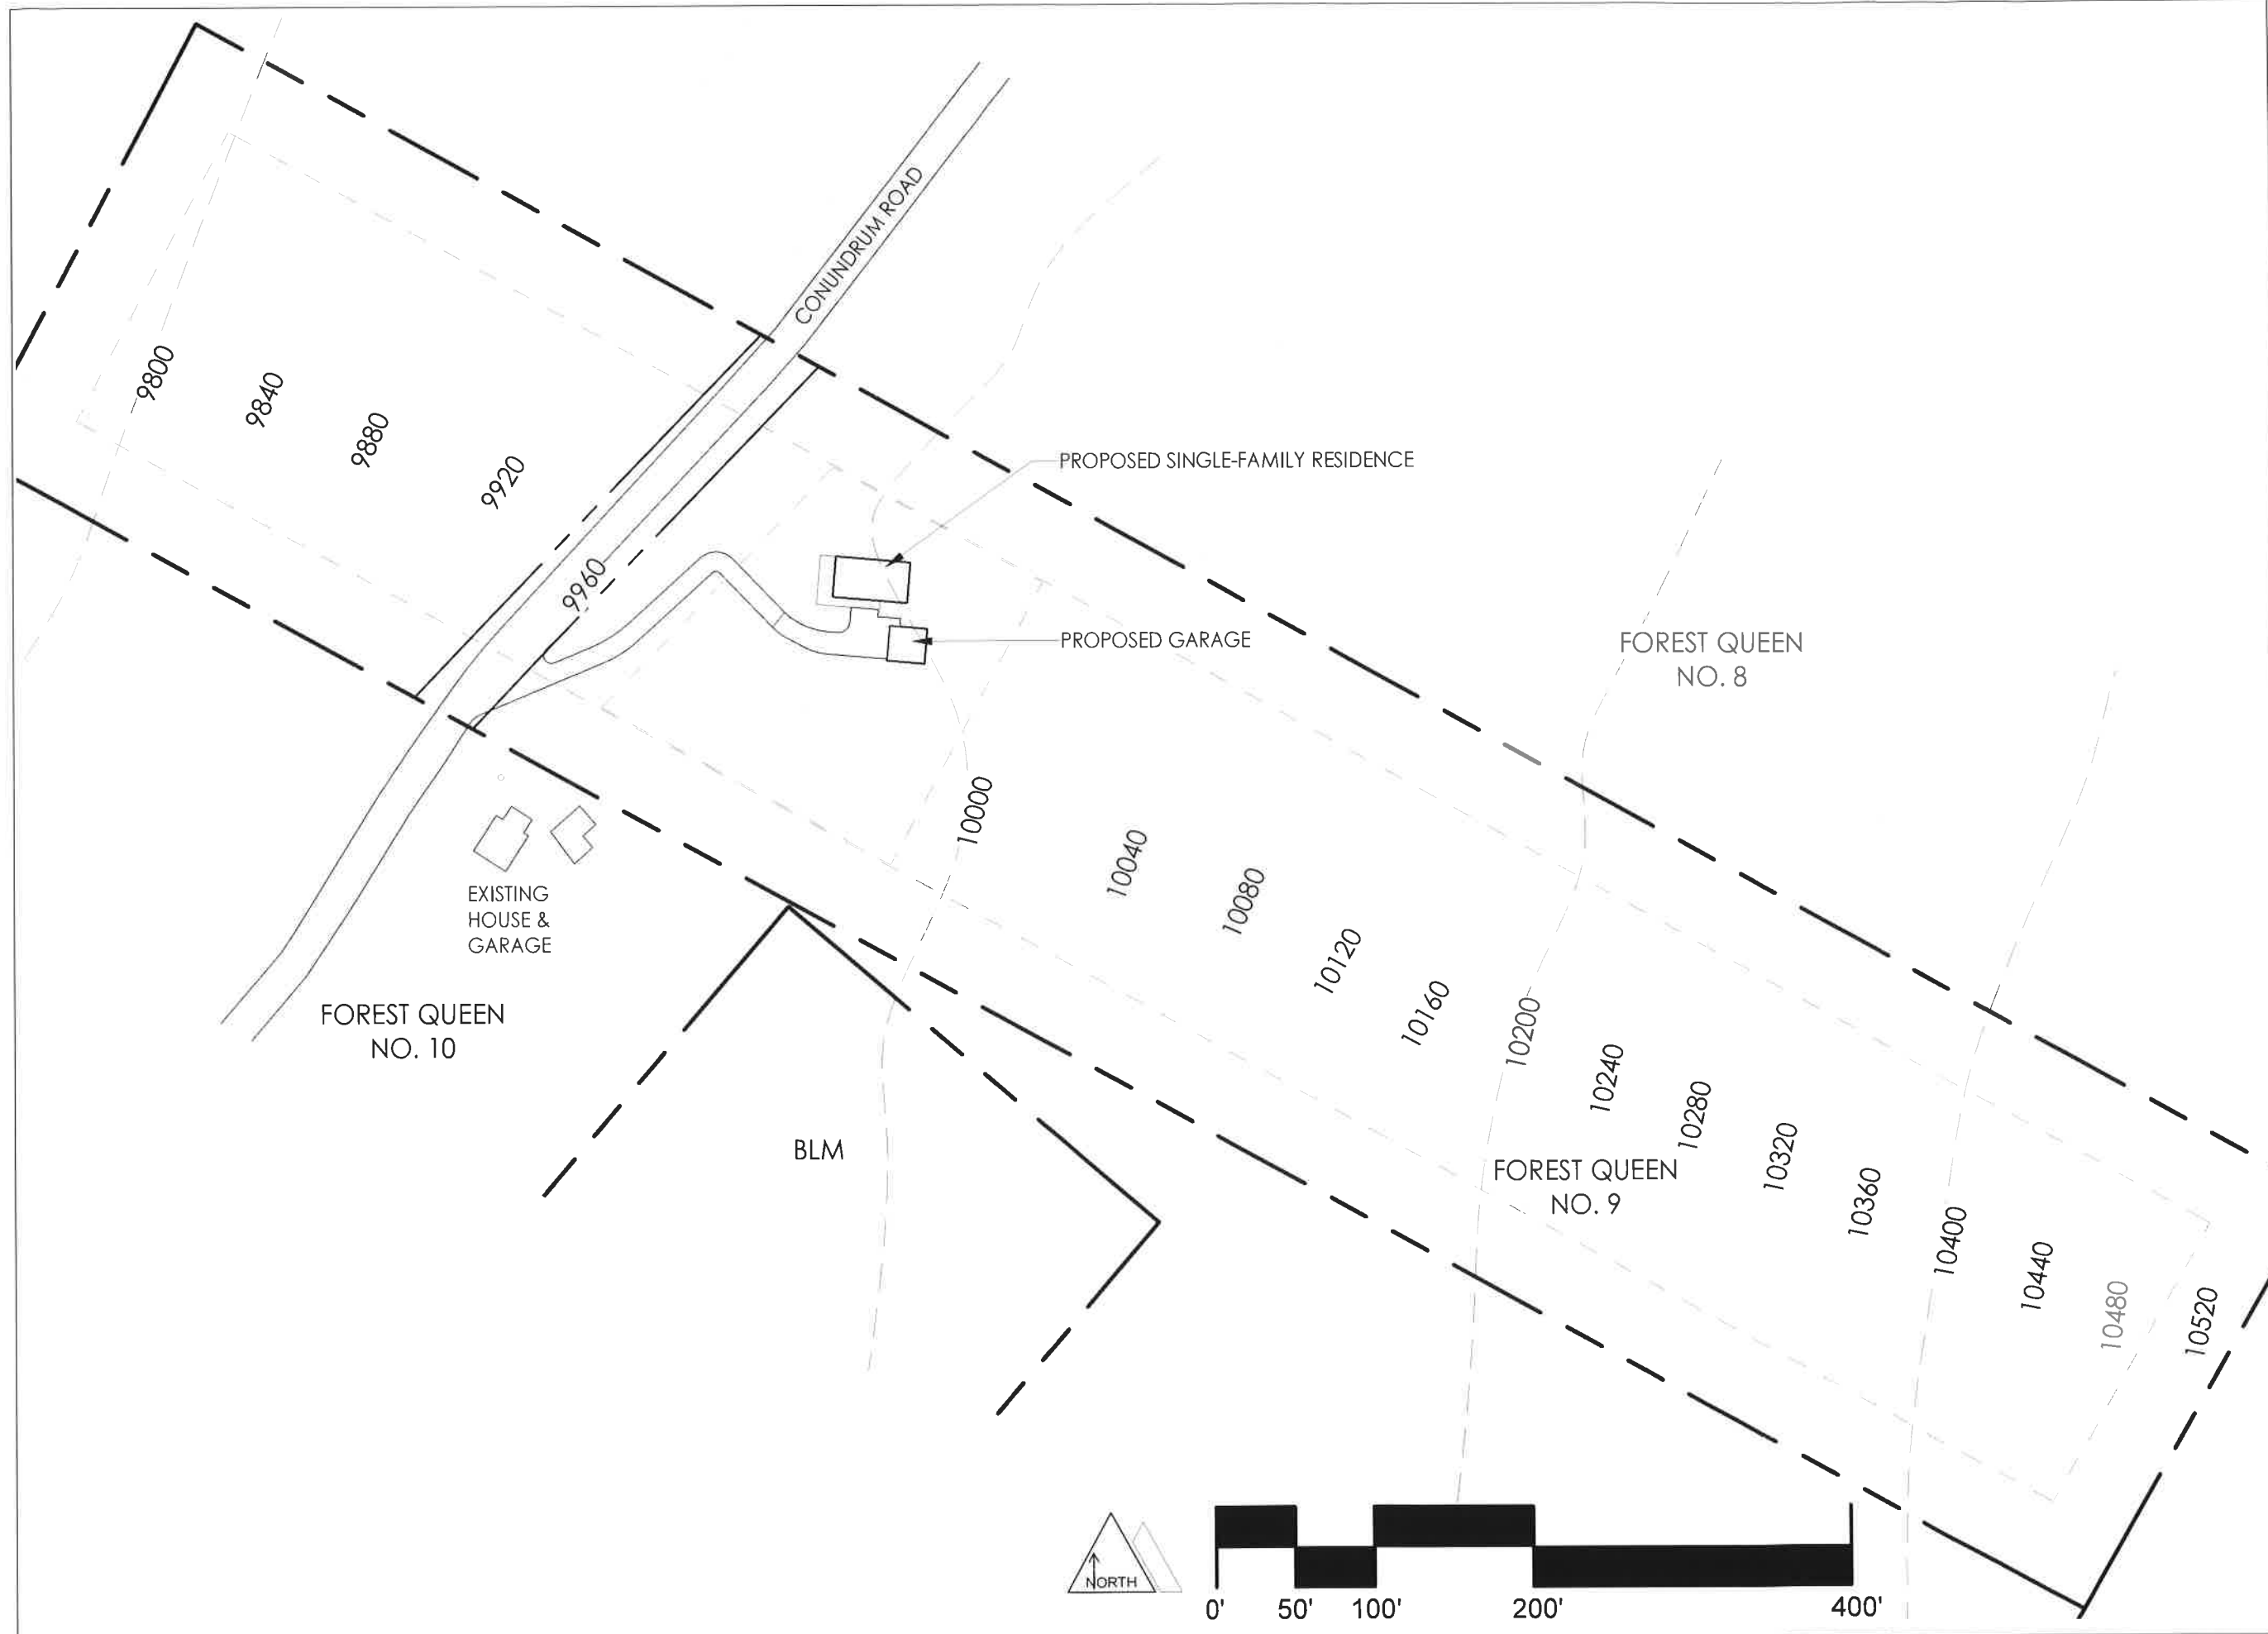 CONUNDRUM ROAD
9800
9840
9880
9920
9960
PROPOSED SINGLE-FAMILY RESIDENCE
PROPOSED GARAGE
FOREST QUEEN
NO. 8
10000
10040
10080
10120
10160
10200
10240
10280
10320
10360
10400
10440
10480
10520
EXISTING
HOUSE &
GARAGE
FOREST QUEEN
NO. 10
BLM
FOREST QUEEN
NO. 9
NORTH
0' 50' 100' 200' 400'